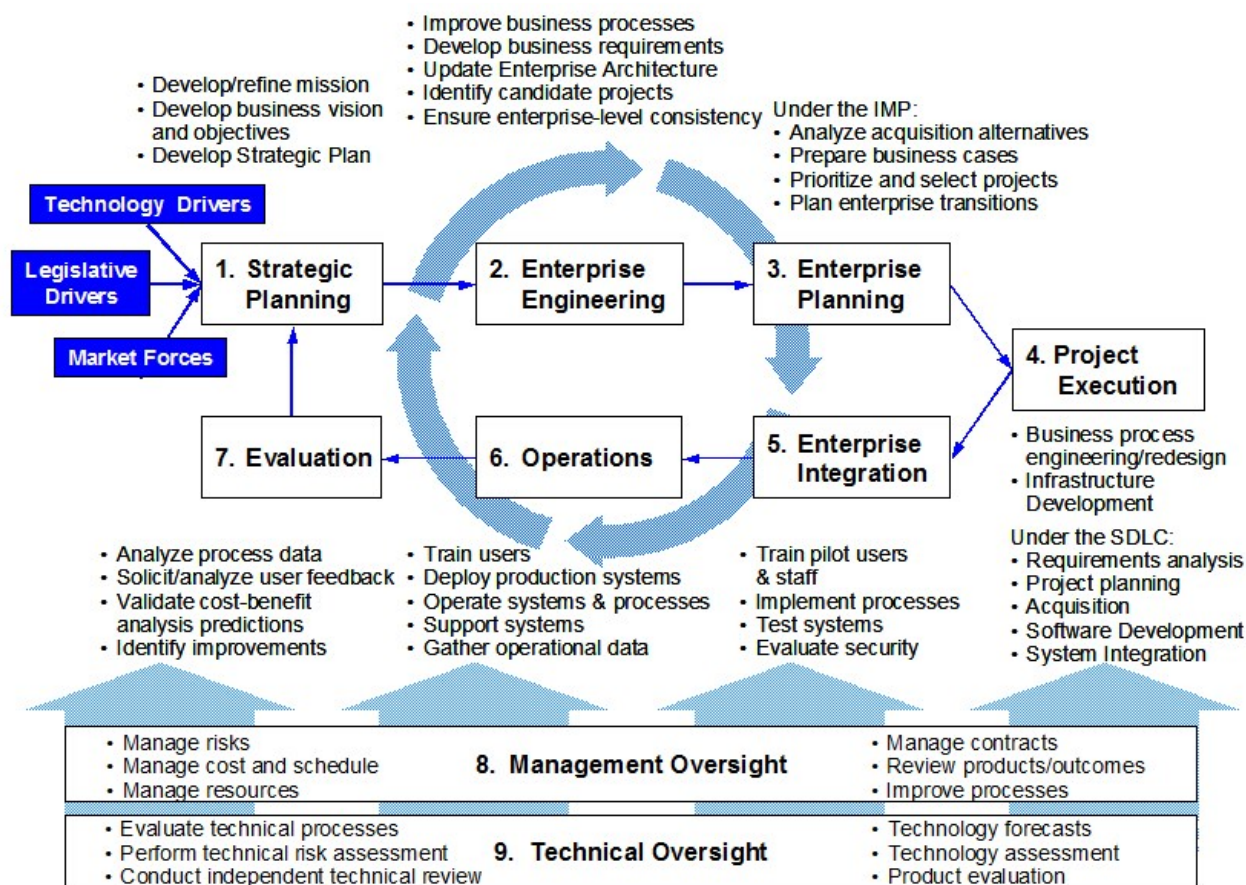 • Improve business processes
• Develop business requirements
• Update Enterprise Architecture
• Identify candidate projects
• Ensure enterprise-level consistency
• Develop/refine mission
• Develop business vision
and objectives
• Develop Strategic Plan
Under the IMP:
• Analyze acquisition alternatives
• Prepare business cases
• Prioritize and select projects
• Plan enterprise transitions
Technology Drivers
Legislative
Drivers
Market Forces
1. Strategic
Planning
2. Enterprise
Engineering
3. Enterprise
Planning
4. Project
Execution
• Business process
engineering/redesign
• Infrastructure
Development
Under the SDLC:
• Requirements analysis
• Project planning
• Acquisition
• Software Development
• System Integration
5. Enterprise
Integration
6. Operations
7. Evaluation
• Analyze process data
• Solicit/analyze user feedback
• Validate cost-benefit
analysis predictions
• Identify improvements
• Train users
• Deploy production systems
• Operate systems & processes
• Support systems
• Gather operational data
• Train pilot users
& staff
• Implement processes
• Test systems
• Evaluate security
• Manage risks
• Manage cost and schedule
• Manage resources
8. Management Oversight
• Manage contracts
• Review products/outcomes
• Improve processes
• Evaluate technical processes
• Perform technical risk assessment
• Conduct independent technical review
9. Technical Oversight
• Technology forecasts
• Technology assessment
• Product evaluation